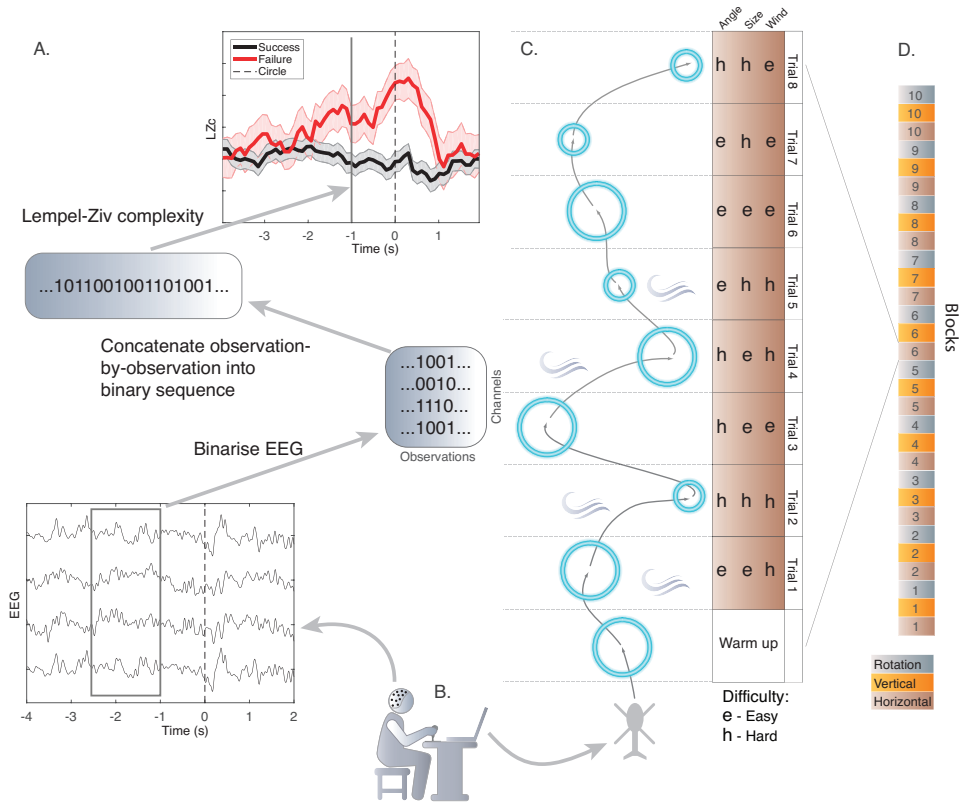 A.
Success
Failure
Circle
LZc
-3
-2
-1
0
1
Time (s)
Lempel-Ziv complexity
...1011001001101001...
Concatenate observation-
by-observation into
binary sequence
...1001...
...0010...
...1110...
...1001...
Channels
Observations
Binarise EEG
EEG
-4
-3
-2
-1
0
1
2
Time (s)
B.
C.
Angle Size Wind
h h e Trial 8
e h e Trial 7
e e e Trial 6
e h h Trial 5
h e h Trial 4
h e e Trial 3
h h h Trial 2
e e h Trial 1
Warm up
Difficulty:
e - Easy
h - Hard
D.
10
10
10
9
9
9
8
8
8
7
7
7
6
6
6
5
5
5
4
4
4
3
3
3
2
2
2
1
1
1
Blocks
Rotation
Vertical
Horizontal